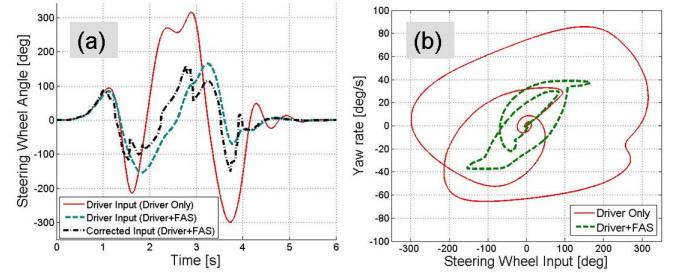 (a)
Steering Wheel Angle [deg]
300
200
100
0
-100
-200
-300
0 1 2 3 4 5 6
Time [s]
Driver Input (Driver Only)
Driver Input (Driver+FAS)
Corrected Input (Driver+FAS)
(b)
Yaw rate [deg/s]
100
80
60
40
20
0
-20
-40
-60
-80
-100
-300 -200 -100 0 100 200 300
Steering Wheel Input [deg]
Driver Only
Driver+FAS